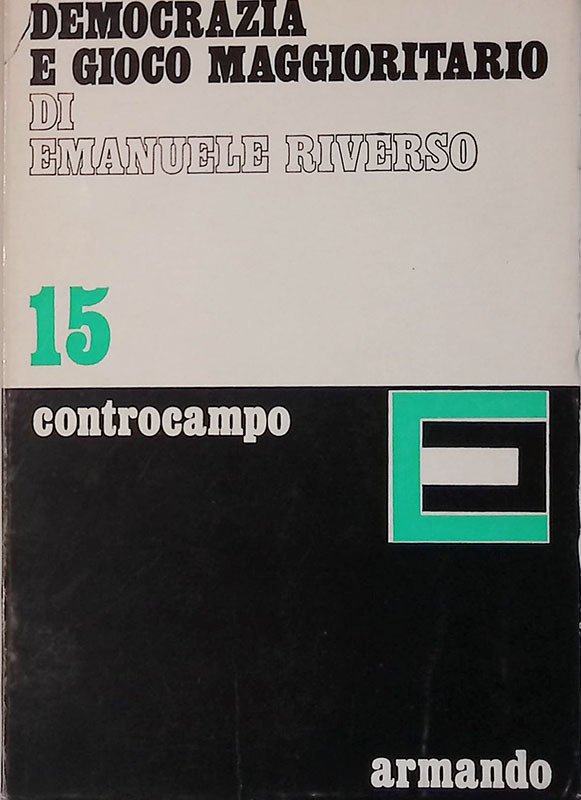 DEMOCRAZIA
E GIOCO MAGGIORITARIO
DI
EMANUELE RIVERSO
15
controcampo
armando